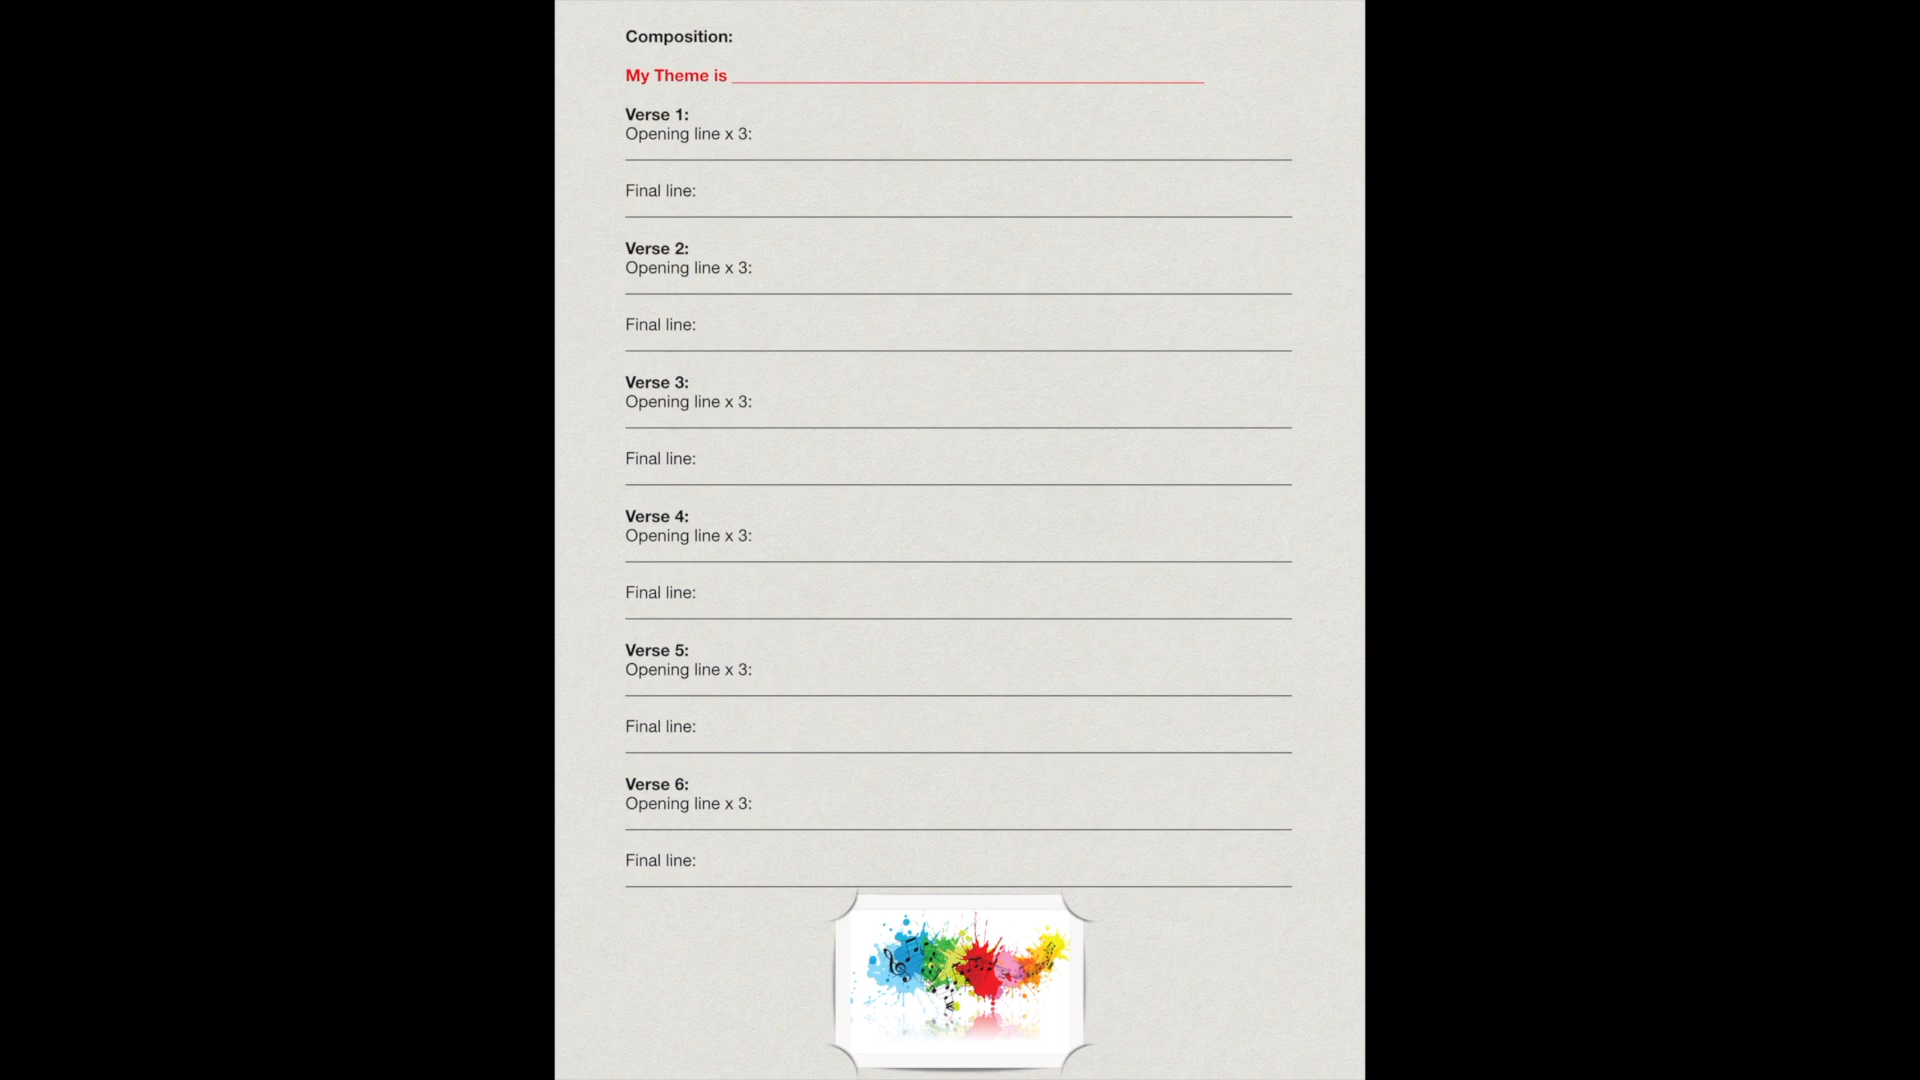 Composition:
My Theme is ____________________________________________________
Verse 1:
Opening line x 3:
Final line:
Verse 2:
Opening line x 3:
Final line:
Verse 3:
Opening line x 3:
Final line:
Verse 4:
Opening line x 3:
Final line:
Verse 5:
Opening line x 3:
Final line:
Verse 6:
Opening line x 3:
Final line: